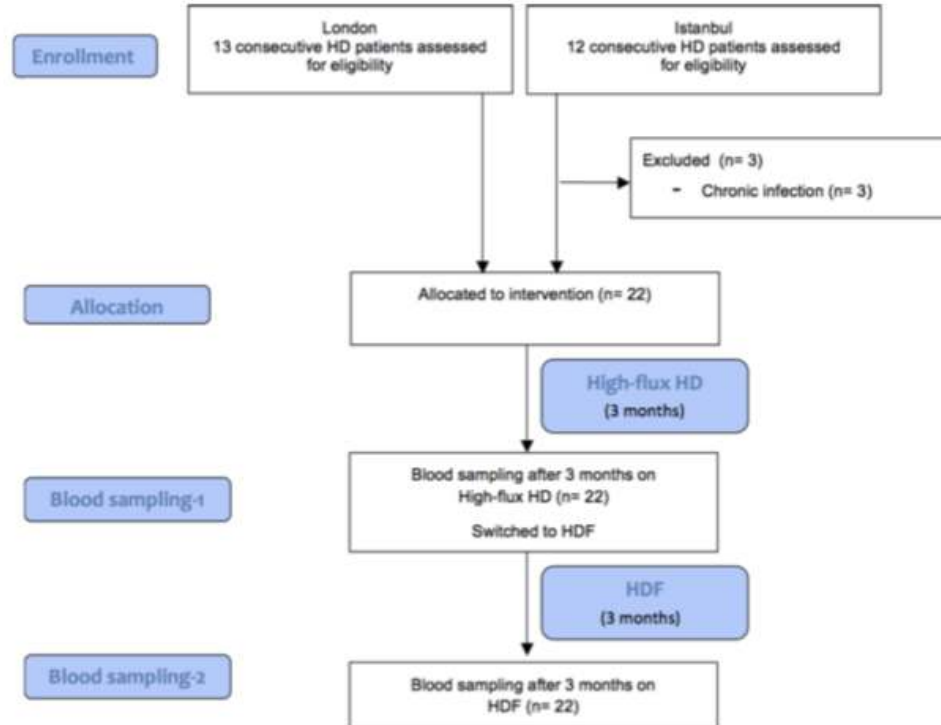 London
13 consecutive HD patients assessed
for eligibility
Istanbul
12 consecutive HD patients assessed
for eligibility
Enrollment
Excluded (n= 3)
- Chronic infection (n= 3)
Allocation
Allocated to intervention (n= 22)
High-flux HD
(3 months)
Blood sampling-1
Blood sampling after 3 months on
High-flux HD (n= 22)
Switched to HDF
HDF
(3 months)
Blood sampling-2
Blood sampling after 3 months on
HDF (n= 22)